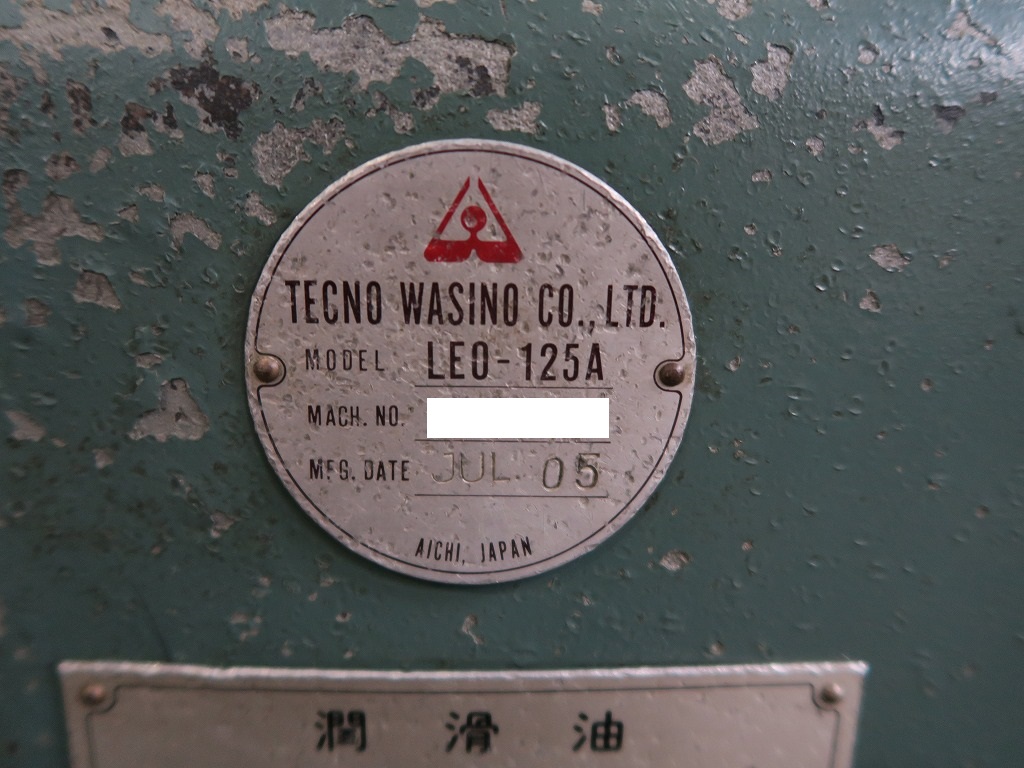 TECNO WASINO CO., LTD.
MODEL LEO-125A
MACH. NO.
MFG. DATE JUL 05
AICHI, JAPAN
潤滑油